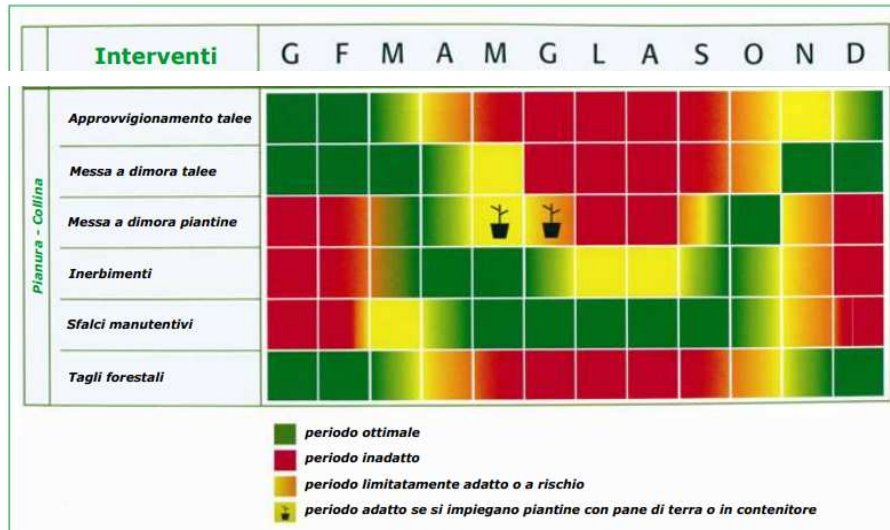 Interventi G F M A M G L A S O N D
Pianura - Collina
Approvvigionamento talee
Messa a dimora talee
Messa a dimora piantine
Inerbimenti
Sfalci manutentivi
Tagli forestali
periodo ottimale
periodo inadatto
periodo limitatamente adatto o a rischio
periodo adatto se si impiegano piantine con pane di terra o in contenitore